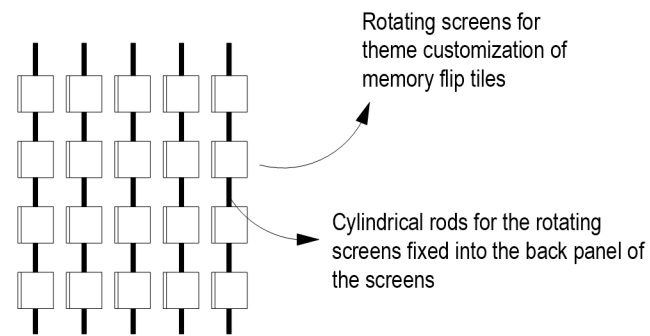 Rotating screens for
theme customization of
memory flip tiles
Cylindrical rods for the rotating
screens fixed into the back panel of
the screens